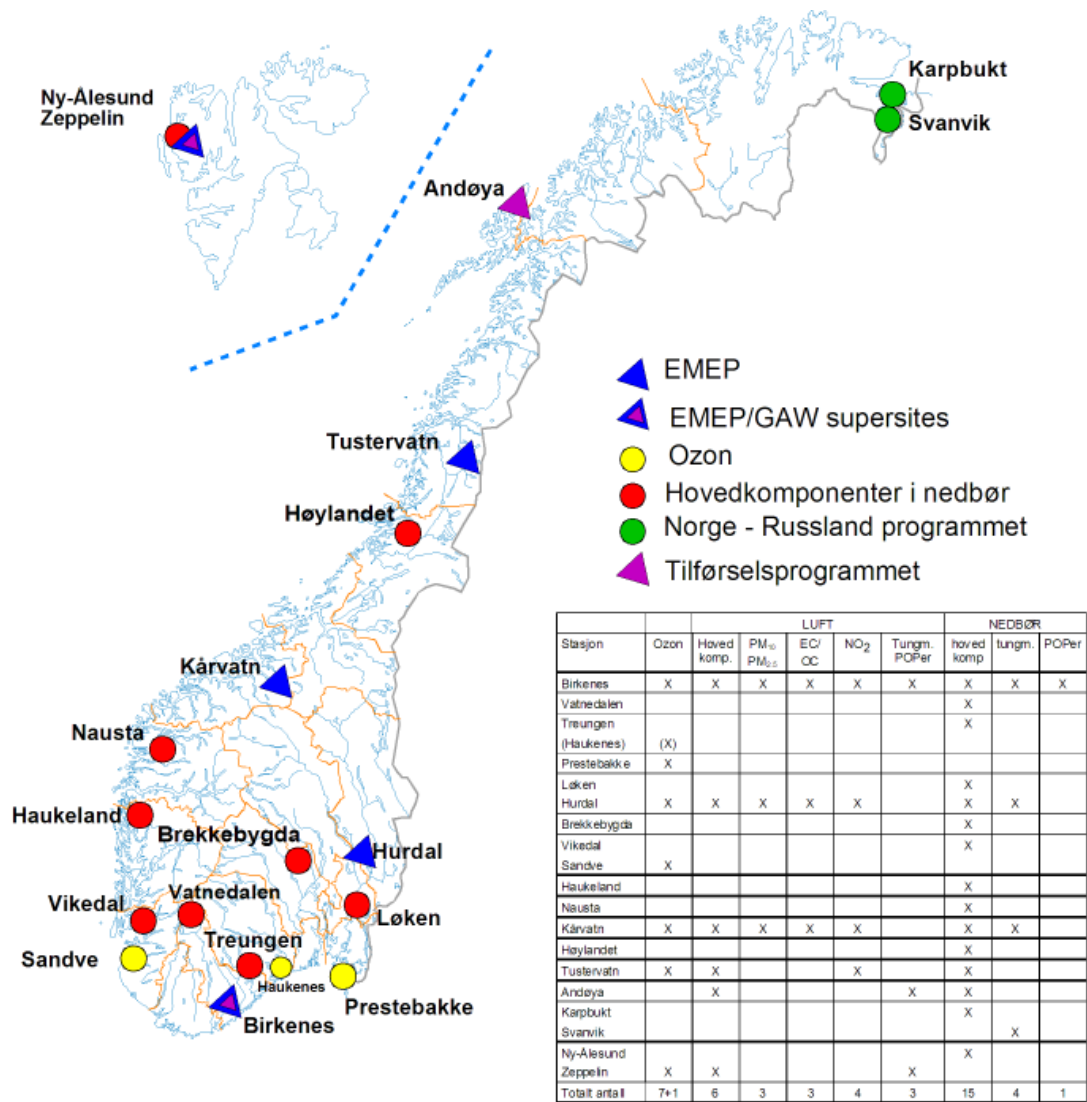 Karpbukt
Ny-Ålesund
Zeppelin
Svanvik
Andøya
EMEP
EMEP/GAW supersites
Tustervatn
Ozon
Hovedkomponenter i nedbør
Høylandet
Norge - Russland programmet
Tilførselsprogrammet
Kårvatn
Nausta
Haukeland
Brekkebygda
Hurdal
Vatnedalen
Vikedal
Løken
Treungen
Sandve
Haukenes
Prestebakke
Birkenes
LUFT NEDBØR
Stasjon Ozon Hoved komp. PM10 PM2.5 EC/ OC NO2 Tungm. POPer hoved komp tungm. POPer
Birkenes X X X X X X X X X
Vatnedalen X
Treungen X
(Haukenes) (X)
Prestebakke X
Løken X
Hurdal X X X X X X X
Brekkebygda X
Vikedal X
Sandve X
Haukeland X
Nausta X
Kårvatn X X X X X X X
Høylandet X
Tustervatn X X X X
Andøya X X X
Karpbukt X
Svanvik X
Ny-Ålesund X
Zeppelin X X X
Totalt antall 7+1 6 3 3 4 3 15 4 1